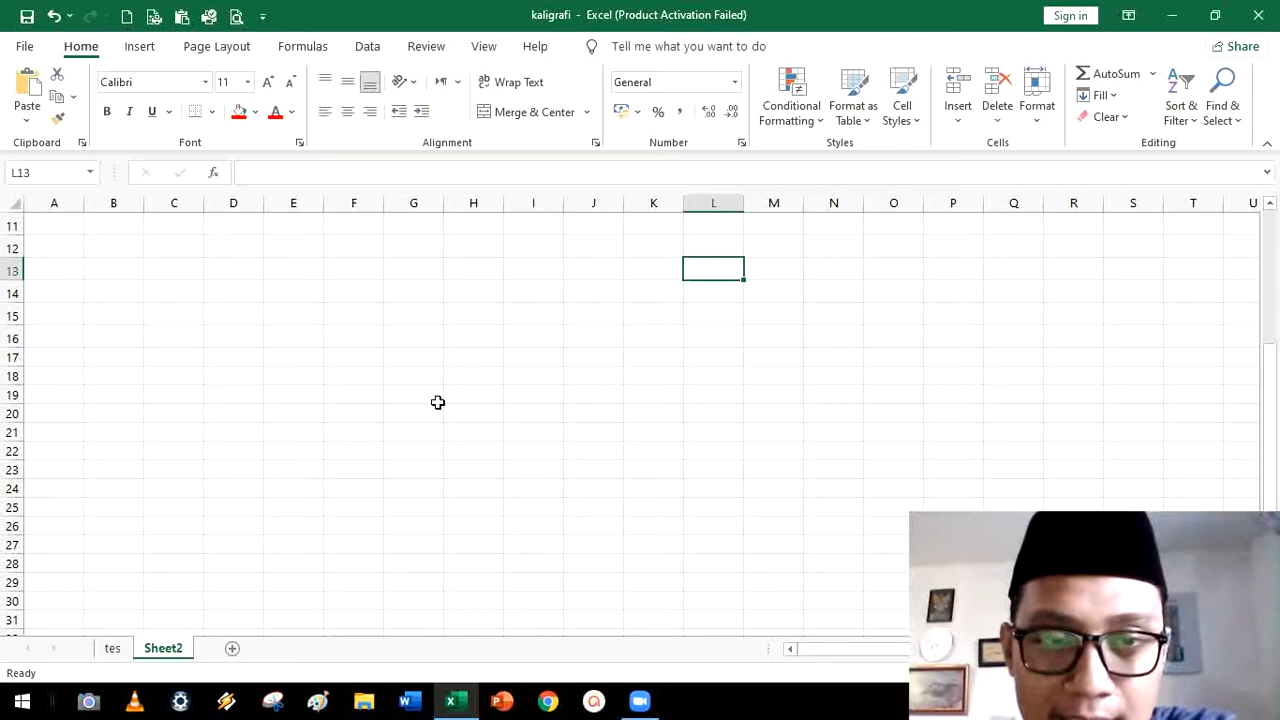 kaligrafi - Excel (Product Activation Failed)
Sign in
File Home Insert Page Layout Formulas Data Review View Help Tell me what you want to do Share
Paste
Clipboard
Calibri 11
B I U
Font
Wrap Text
Merge & Center
Alignment
General
Number
Conditional Formatting
Format as Table
Cell Styles
Styles
Insert Delete Format
Cells
AutoSum
Fill
Clear
Sort & Filter
Find & Select
Editing
L13 fx
A B C D E F G H I J K L M N O P Q R S T U
11
12
13
14
15
16
17
18
19
20
21
22
23
24
25
26
27
28
29
30
31
tes Sheet2
Ready